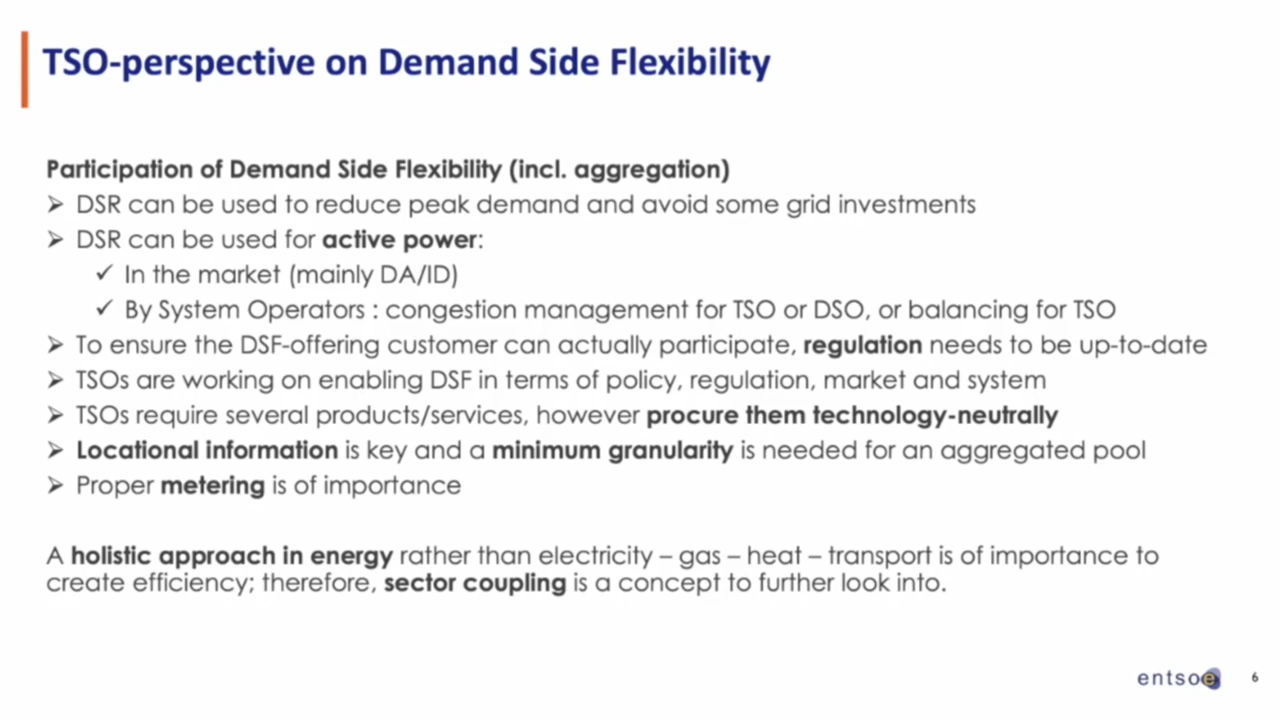 TSO-perspective on Demand Side Flexibility
Participation of Demand Side Flexibility (incl. aggregation)
➢ DSR can be used to reduce peak demand and avoid some grid investments
➢ DSR can be used for active power:
✓ In the market (mainly DA/ID)
✓ By System Operators : congestion management for TSO or DSO, or balancing for TSO
➢ To ensure the DSF-offering customer can actually participate, regulation needs to be up-to-date
➢ TSOs are working on enabling DSF in terms of policy, regulation, market and system
➢ TSOs require several products/services, however procure them technology-neutrally
➢ Locational information is key and a minimum granularity is needed for an aggregated pool
➢ Proper metering is of importance
A holistic approach in energy rather than electricity – gas – heat – transport is of importance to
create efficiency; therefore, sector coupling is a concept to further look into.
entsoe
6